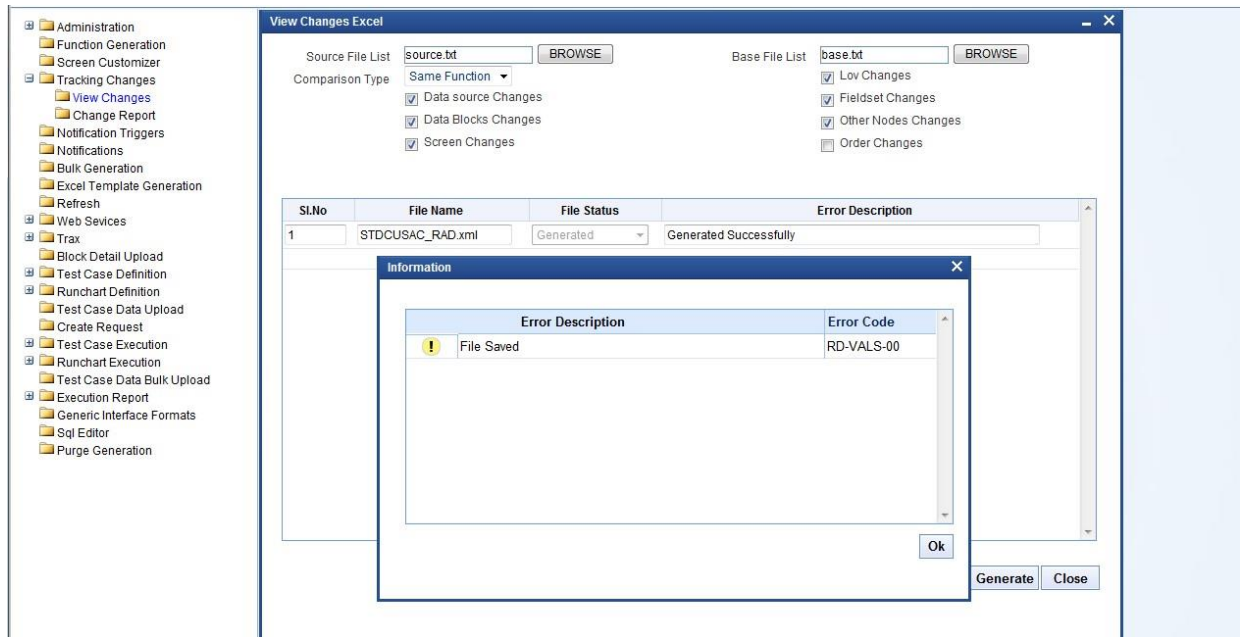 Administration
Function Generation
Screen Customizer
Tracking Changes
View Changes
Change Report
Notification Triggers
Notifications
Bulk Generation
Excel Template Generation
Refresh
Web Sevices
Trax
Block Detail Upload
Test Case Definition
Runchart Definition
Test Case Data Upload
Create Request
Test Case Execution
Runchart Execution
Test Case Data Bulk Upload
Execution Report
Generic Interface Formats
Sql Editor
Purge Generation
View Changes Excel
Source File List source.txt BROWSE Base File List base.txt BROWSE
Comparison Type Same Function Lov Changes
Data source Changes Fieldset Changes
Data Blocks Changes Other Nodes Changes
Screen Changes Order Changes
Sl.No File Name File Status Error Description
1 STDCUSAC_RAD.xml Generated Generated Successfully
Information
Error Description Error Code
File Saved RD-VALS-00
Ok
Generate Close